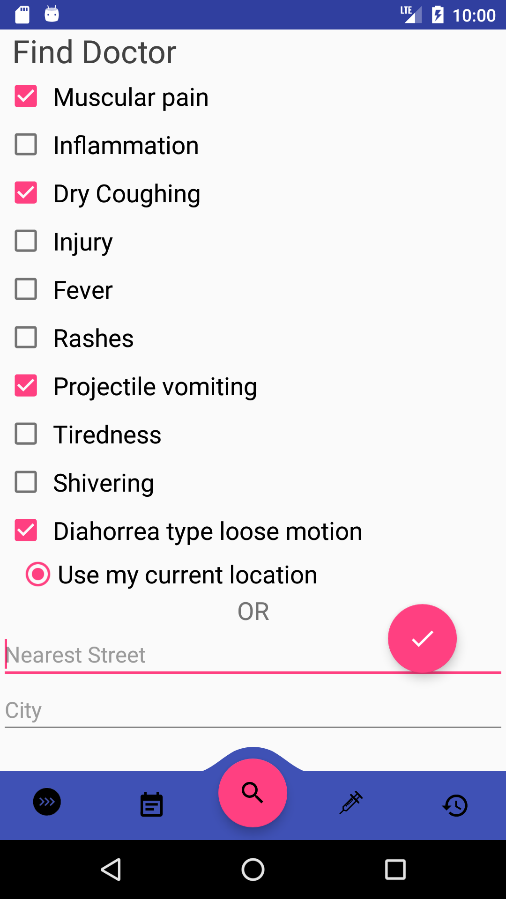 LTE 10:00
Find Doctor
Muscular pain
Inflammation
Dry Coughing
Injury
Fever
Rashes
Projectile vomiting
Tiredness
Shivering
Diahorrea type loose motion
Use my current location
OR
Nearest Street
City